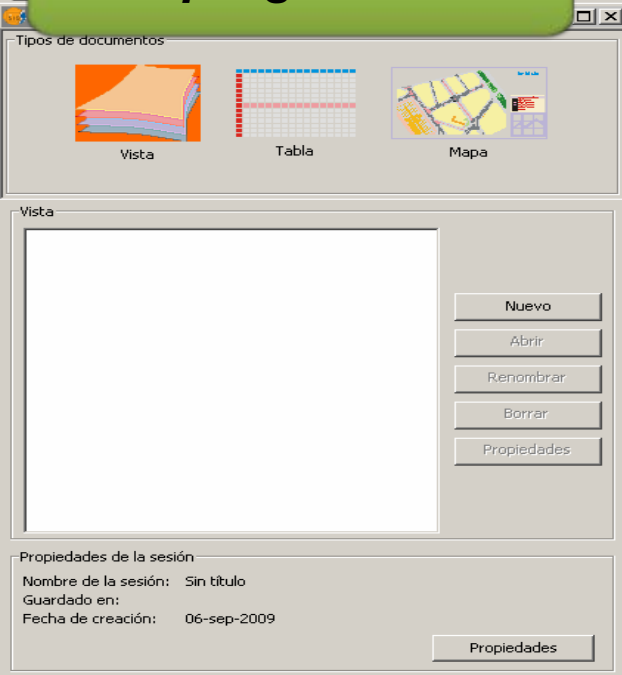 Tipos de documentos
Vista
Tabla
Mapa
Vista
Nuevo
Abrir
Renombrar
Borrar
Propiedades
Propiedades de la sesión
Nombre de la sesión: Sin título
Guardado en:
Fecha de creación: 06-sep-2009
Propiedades